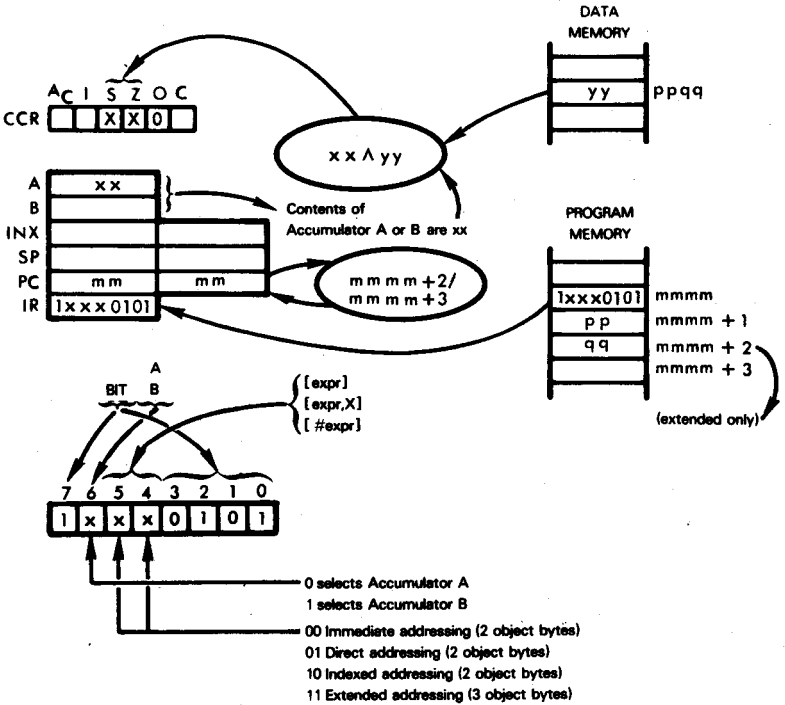 DATA
MEMORY
yy ppqq
AC I S Z O C
CCR X X 0
xx Λ yy
A xx
B
Contents of
Accumulator A or B are xx
INX
SP
PC mm mm
mmmm +2/
mmmm +3
IR 1xxx0101
PROGRAM
MEMORY
1xxx0101 mmmm
pp mmmm + 1
qq mmmm + 2
mmmm + 3
(extended only)
A
BIT B
[expr]
[expr,X]
[ #expr]
7 6 5 4 3 2 1 0
1 x x x 0 1 0 1
0 selects Accumulator A
1 selects Accumulator B
00 Immediate addressing (2 object bytes)
01 Direct addressing (2 object bytes)
10 Indexed addressing (2 object bytes)
11 Extended addressing (3 object bytes)